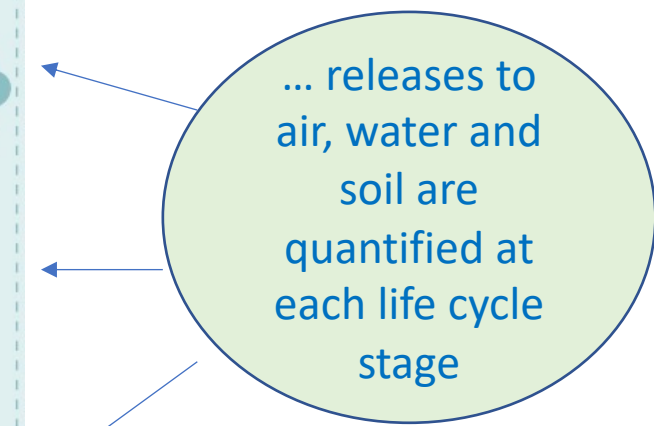 ... releases to
air, water and
soil are
quantified at
each life cycle
stage